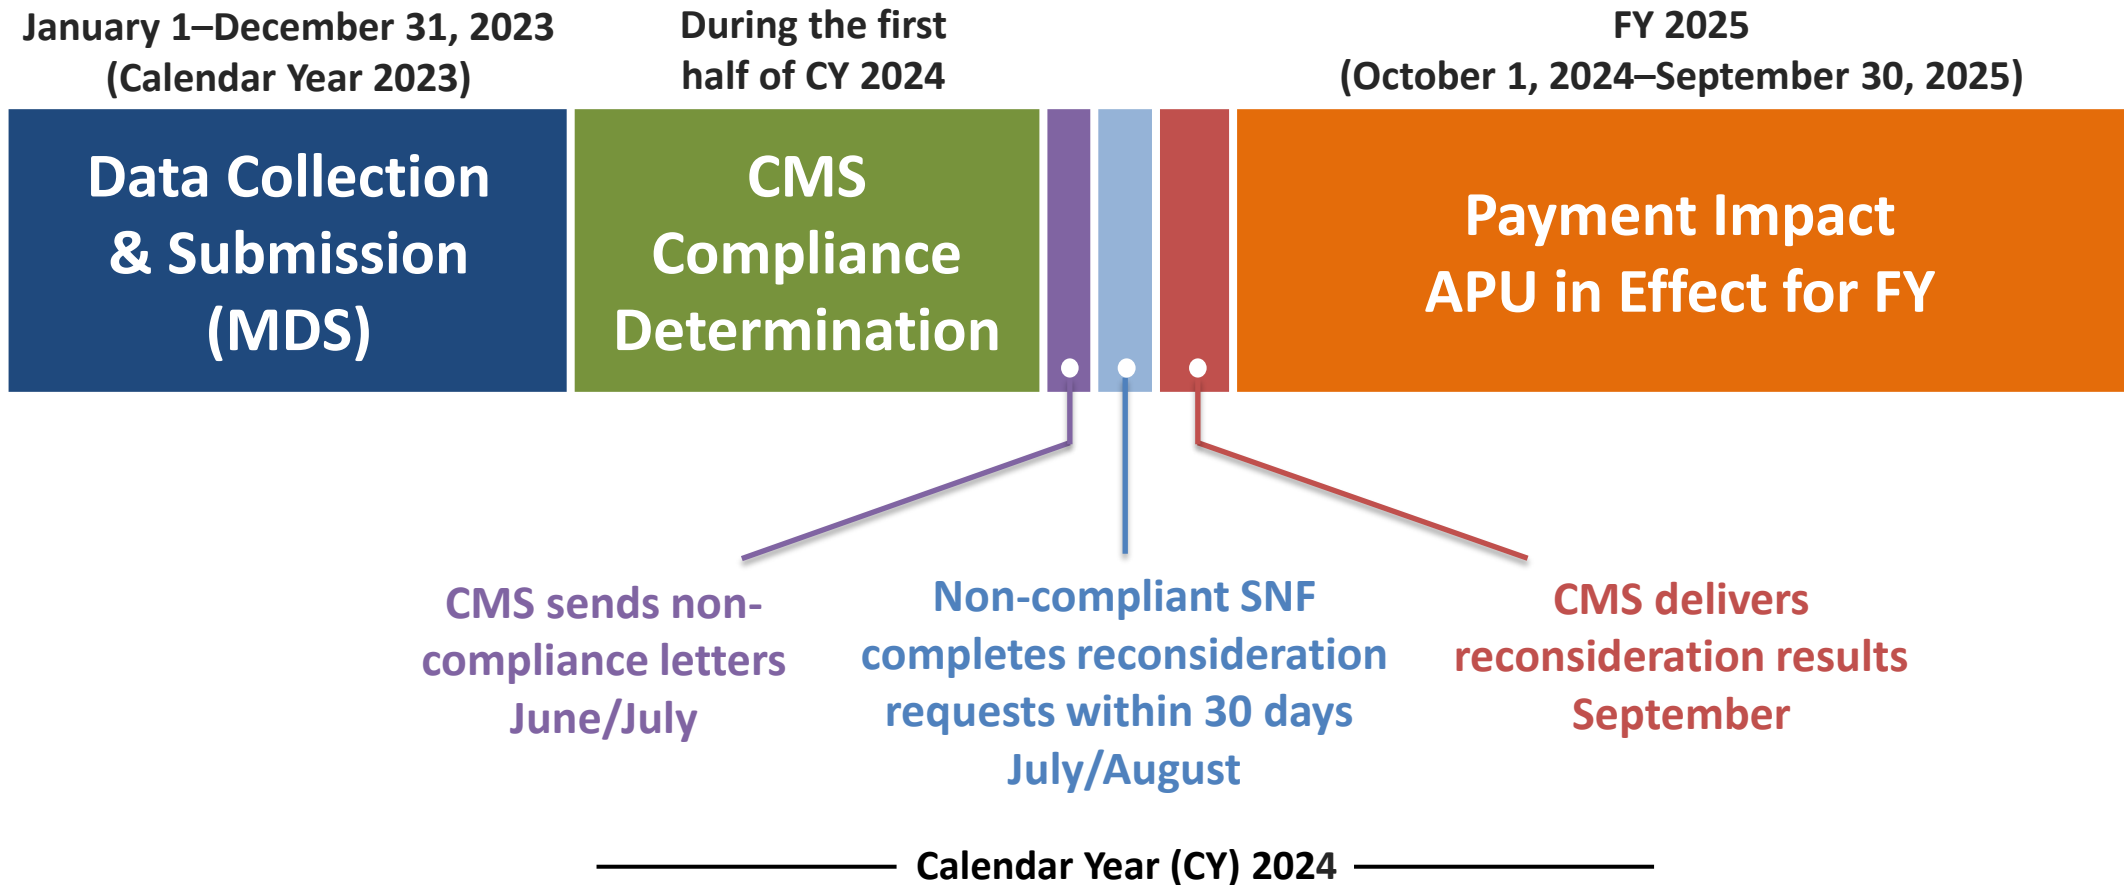 January 1–December 31, 2023
(Calendar Year 2023)
During the first
half of CY 2024
FY 2025
(October 1, 2024–September 30, 2025)
Data Collection
& Submission
(MDS)
CMS
Compliance
Determination
Payment Impact
APU in Effect for FY
CMS sends non-
compliance letters
June/July
Non-compliant SNF
completes reconsideration
requests within 30 days
July/August
CMS delivers
reconsideration results
September
Calendar Year (CY) 2024